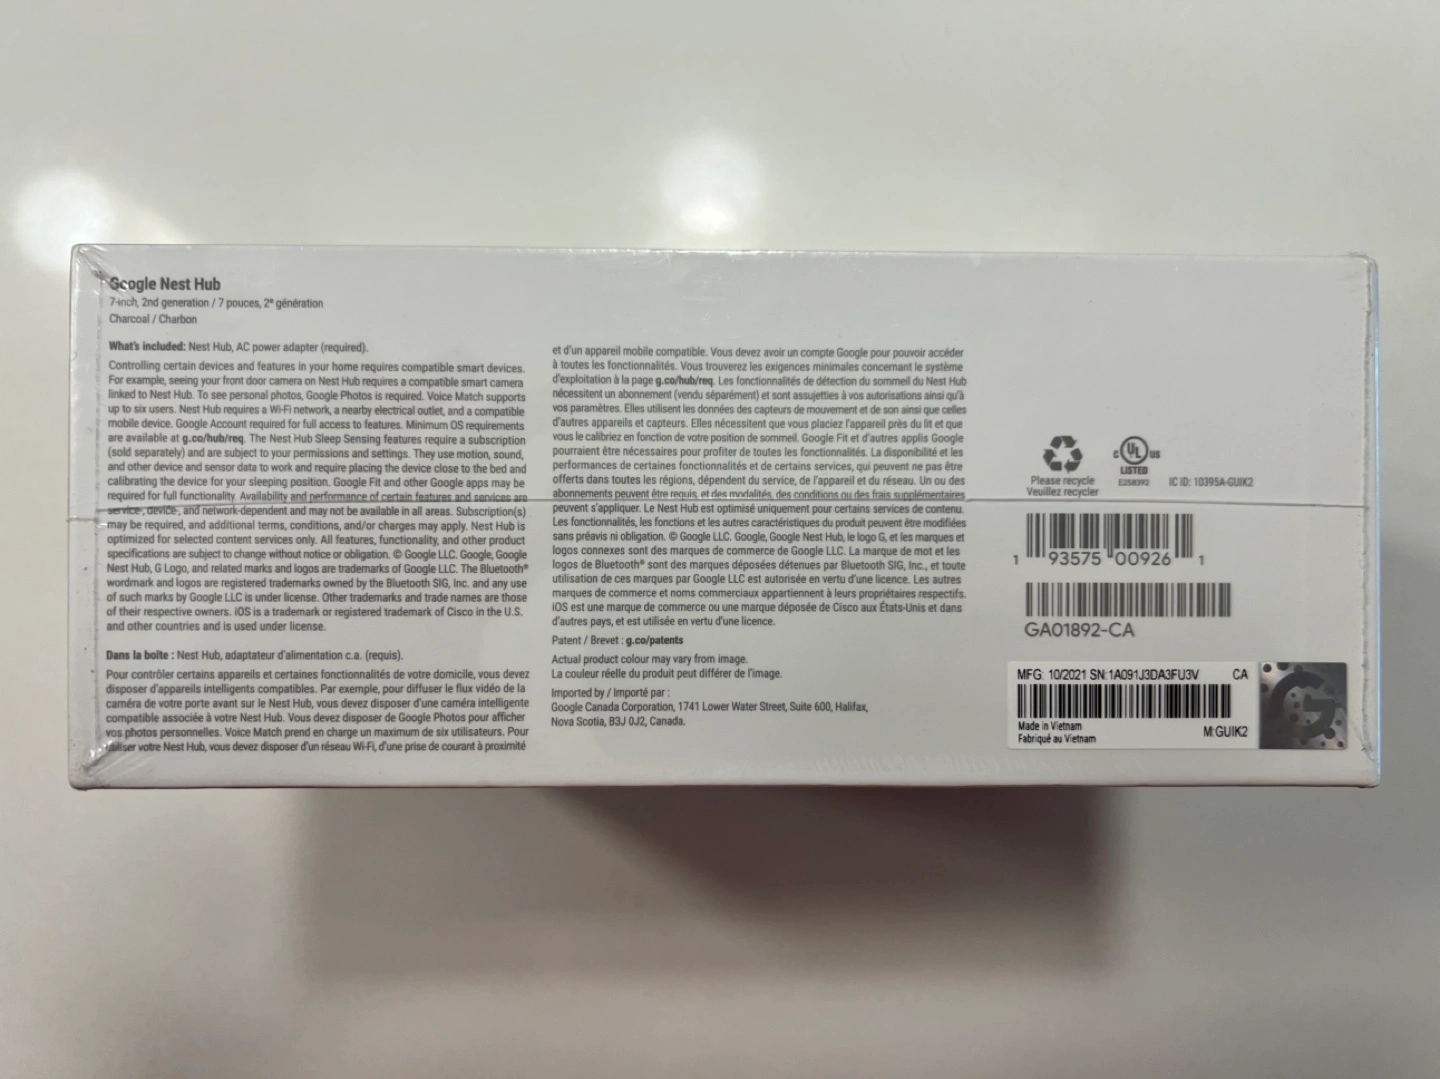 Google Nest Hub
7-inch, 2nd generation / 7 pouces, 2e génération
Charcoal / Charbon
What's included: Nest Hub, AC power adapter (required).
Controlling certain devices and features in your home requires compatible smart devices.
For example, seeing your front door camera on Nest Hub requires a compatible smart camera
linked to Nest Hub. To see personal photos, Google Photos is required. Voice Match supports
up to six users. Nest Hub requires a Wi-Fi network, a nearby electrical outlet, and a compatible
mobile device. Google Account required for full access to features. Minimum OS requirements
are available at g.co/hub/req. The Nest Hub Sleep Sensing features require a subscription
(sold separately) and are subject to your permissions and settings. They use motion, sound,
and other device and sensor data to work and require placing the device close to the bed and
calibrating the device for your sleeping position. Google Fit and other Google apps may be
required for full functionality. Availability and performance of certain features and services are
service-, device-, and network-dependent and may not be available in all areas. Subscription(s)
may be required, and additional terms, conditions, and/or charges may apply. Nest Hub is
optimized for selected content services only. All features, functionality, and other product
specifications are subject to change without notice or obligation. © Google LLC. Google, Google
Nest Hub, G Logo, and related marks and logos are trademarks of Google LLC. The Bluetooth®
wordmark and logos are registered trademarks owned by the Bluetooth SIG, Inc. and any use
of such marks by Google LLC is under license. Other trademarks and trade names are those
of their respective owners. iOS is a trademark or registered trademark of Cisco in the U.S.
and other countries and is used under license.
Dans la boîte : Nest Hub, adaptateur d'alimentation c.a. (requis).
Pour contrôler certains appareils et certaines fonctionnalités de votre domicile, vous devez
disposer d'appareils intelligents compatibles. Par exemple, pour diffuser le flux vidéo de la
caméra de votre porte avant sur le Nest Hub, vous devez disposer d'une caméra intelligente
compatible associée à votre Nest Hub. Vous devez disposer de Google Photos pour afficher
vos photos personnelles. Voice Match prend en charge un maximum de six utilisateurs. Pour
utiliser votre Nest Hub, vous devez disposer d'un réseau Wi-Fi, d'une prise de courant à proximité
et d'un appareil mobile compatible. Vous devez avoir un compte Google pour pouvoir accéder
à toutes les fonctionnalités. Vous trouverez les exigences minimales concernant le système
d'exploitation à la page g.co/hub/req. Les fonctionnalités de détection du sommeil du Nest Hub
nécessitent un abonnement (vendu séparément) et sont assujetties à vos autorisations ainsi qu'à
vos paramètres. Elles utilisent les données des capteurs de mouvement et de son ainsi que celles
d'autres appareils et capteurs. Elles nécessitent que vous placiez l'appareil près du lit et que
vous le calibriez en fonction de votre position de sommeil. Google Fit et d'autres applis Google
pourraient être nécessaires pour profiter de toutes les fonctionnalités. La disponibilité et les
performances de certaines fonctionnalités et de certains services, qui peuvent ne pas être
offerts dans toutes les régions, dépendent du service, de l'appareil et du réseau. Un ou des
abonnements peuvent être requis, et des modalités, des conditions ou des frais supplémentaires
peuvent s'appliquer. Le Nest Hub est optimisé uniquement pour certains services de contenu.
Les fonctionnalités, les fonctions et les autres caractéristiques du produit peuvent être modifiées
sans préavis ni obligation. © Google LLC. Google, Google Nest Hub, le logo G, et les marques et
logos connexes sont des marques de commerce de Google LLC. La marque de mot et les
logos de Bluetooth® sont des marques déposées détenues par Bluetooth SIG, Inc., et toute
utilisation de ces marques par Google LLC est autorisée en vertu d'une licence. Les autres
marques de commerce et noms commerciaux appartiennent à leurs propriétaires respectifs.
iOS est une marque de commerce ou une marque déposée de Cisco aux États-Unis et dans
d'autres pays, et est utilisée en vertu d'une licence.
Patent / Brevet : g.co/patents
Actual product colour may vary from image.
La couleur réelle du produit peut différer de l'image.
Imported by / Importé par :
Google Canada Corporation, 1741 Lower Water Street, Suite 600, Halifax,
Nova Scotia, B3J 0J2, Canada.
Please recycle
Veuillez recycler
C UL US
LISTED
E258392
IC ID: 10395A-GUIK2
1 93575 00926 1
GA01892-CA
MFG: 10/2021 SN:1A091J3DA3FU3V CA
Made in Vietnam
Fabriqué au Vietnam
M:GUIK2
G